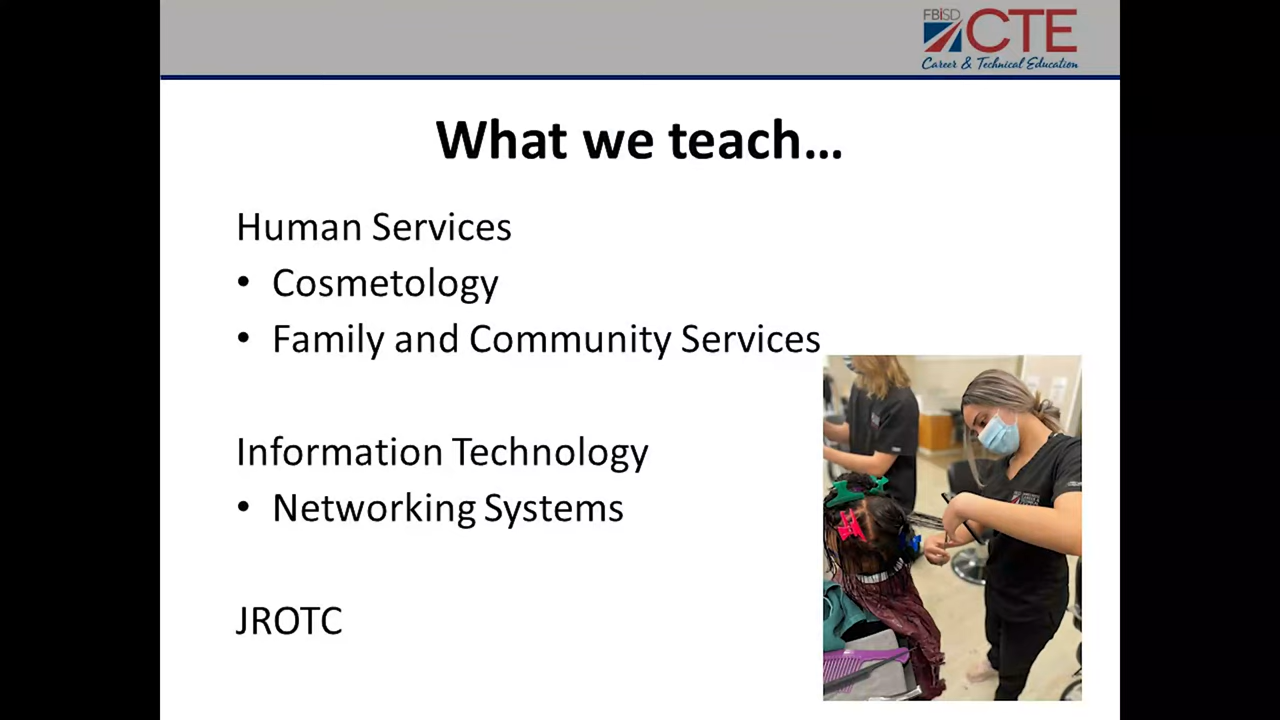 FBISD
CTE
Career & Technical Education
What we teach…
Human Services
• Cosmetology
• Family and Community Services
Information Technology
• Networking Systems
JROTC